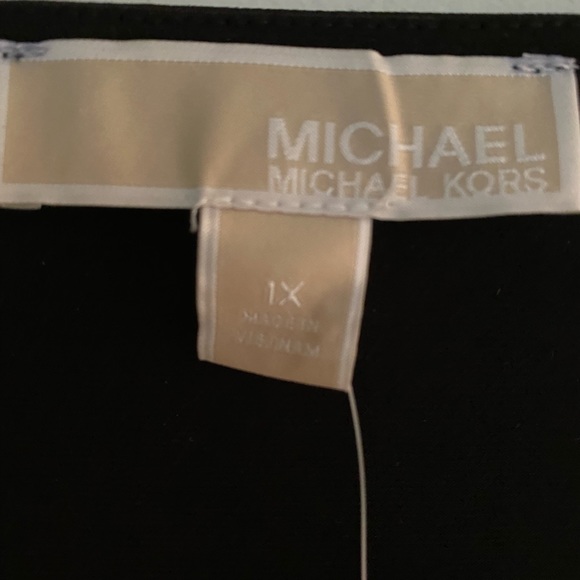 MICHAEL
MICHAEL KORS
1X
MADE IN
VIETNAM